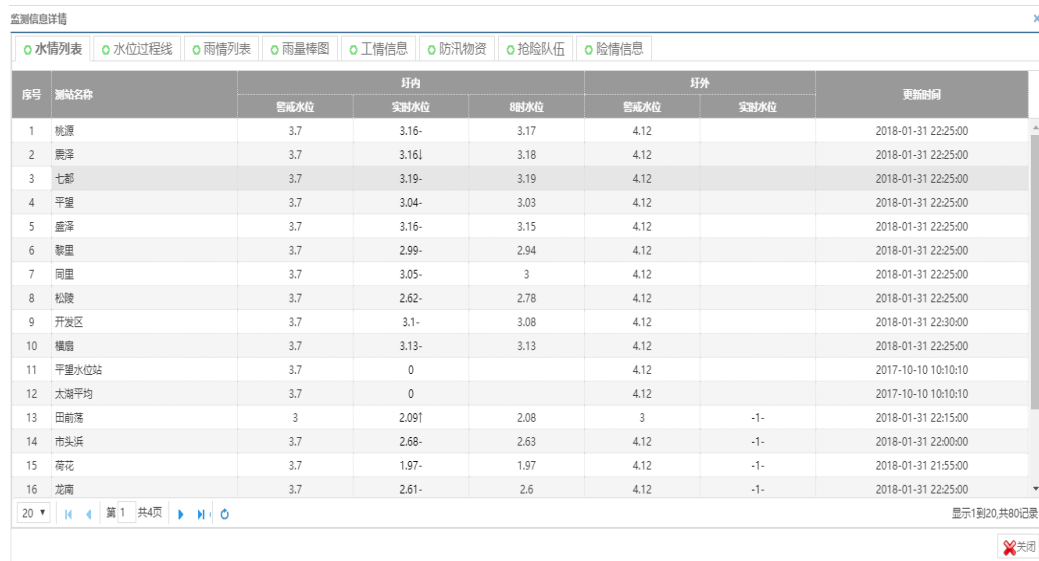 监测信息详情
水情列表 水位过程线 雨情列表 雨量棒图 工情信息 防汛物资 抢险队伍 险情信息
序号 测站名称 圩内 圩外 更新时间
警戒水位 实时水位 8时水位 警戒水位 实时水位
1 桃源 3.7 3.16- 3.17 4.12 2018-01-31 22:25:00
2 震泽 3.7 3.16↓ 3.18 4.12 2018-01-31 22:25:00
3 七都 3.7 3.19- 3.19 4.12 2018-01-31 22:25:00
4 平望 3.7 3.04- 3.03 4.12 2018-01-31 22:25:00
5 盛泽 3.7 3.16- 3.15 4.12 2018-01-31 22:25:00
6 黎里 3.7 2.99- 2.94 4.12 2018-01-31 22:25:00
7 同里 3.7 3.05- 3 4.12 2018-01-31 22:25:00
8 松陵 3.7 2.62- 2.78 4.12 2018-01-31 22:25:00
9 开发区 3.7 3.1- 3.08 4.12 2018-01-31 22:30:00
10 横扇 3.7 3.13- 3.13 4.12 2018-01-31 22:25:00
11 平望水位站 3.7 0 4.12 2017-10-10 10:10:10
12 太湖平均 3.7 0 4.12 2017-10-10 10:10:10
13 田前荡 3 2.09↑ 2.08 3 -1- 2018-01-31 22:15:00
14 市头浜 3.7 2.68- 2.63 4.12 -1- 2018-01-31 22:00:00
15 荷花 3.7 1.97- 1.97 4.12 -1- 2018-01-31 21:55:00
16 龙南 3.7 2.61- 2.6 4.12 -1- 2018-01-31 22:25:00
20 第 1 共4页 显示1到20,共80记录
关闭